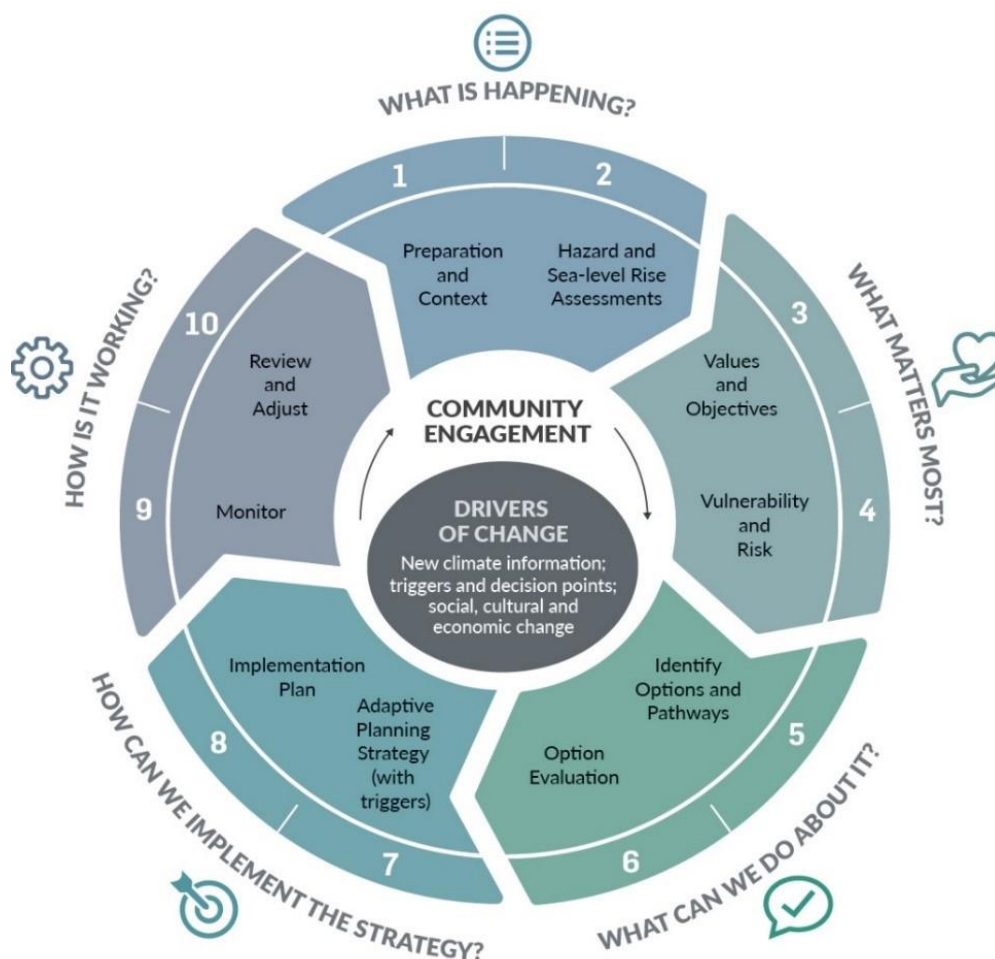 WHAT IS HAPPENING?
1
2
Preparation
and
Context
Hazard and
Sea-level Rise
Assessments
WHAT MATTERS MOST?
3
4
Values
and
Objectives
Vulnerability
and
Risk
WHAT CAN WE DO ABOUT IT?
5
6
Identify
Options and
Pathways
Option
Evaluation
HOW CAN WE IMPLEMENT THE STRATEGY?
7
8
Adaptive
Planning
Strategy
(with
triggers)
Implementation
Plan
HOW IS IT WORKING?
9
10
Monitor
Review
and
Adjust
COMMUNITY
ENGAGEMENT
DRIVERS
OF CHANGE
New climate information;
triggers and decision points;
social, cultural and
economic change